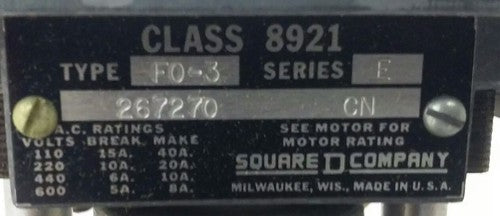 CLASS 8921
TYPE FO-3 SERIES E
267270 CN
A.C. RATINGS
VOLTS BREAK MAKE
110 15A. 40A.
220 10A. 20A.
440 6A. 10A.
600 5A. 8A.
SEE MOTOR FOR
MOTOR RATING
SQUARE D COMPANY
MILWAUKEE, WIS., MADE IN U.S.A.